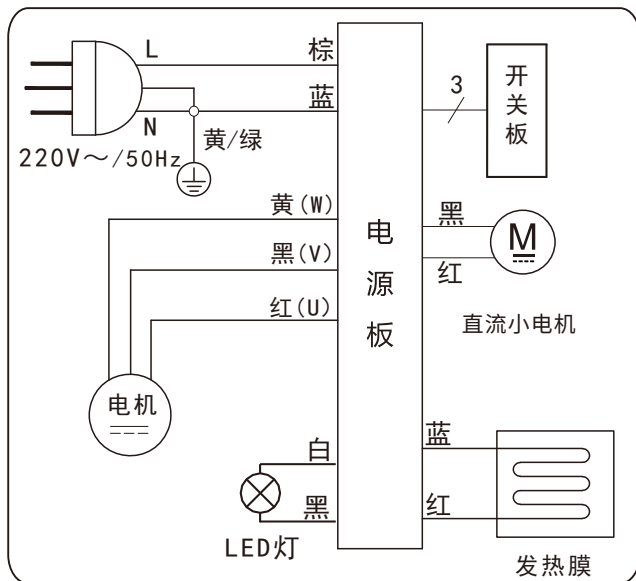 L
棕
蓝
N
黄/绿
220V～/50Hz
3
开关板
黄(W)
黑(V)
红(U)
电源板
黑
红
M
直流小电机
电机
白
黑
LED灯
蓝
红
发热膜